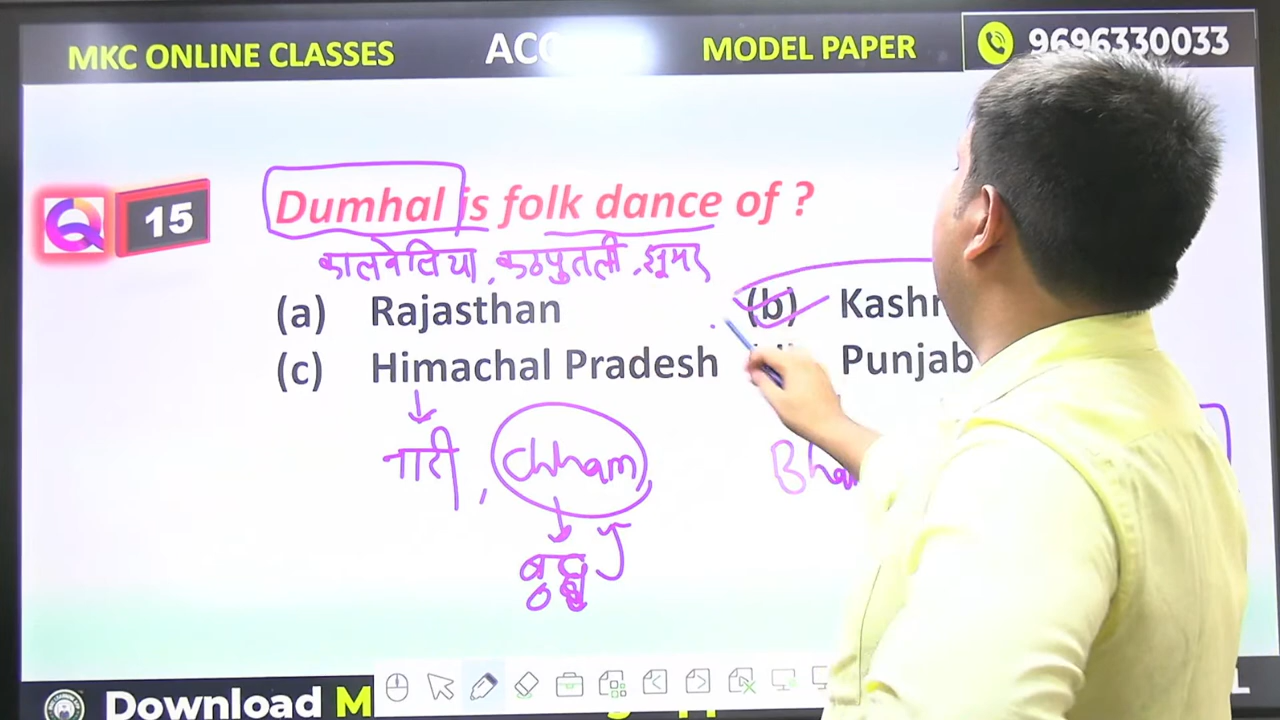 MKC ONLINE CLASSES MODEL PAPER 9696330033
15 Dumhal is folk dance of ?
कालबेलिया, कठपुतली, झूमर
(a) Rajasthan (b)
(c) Himachal Pradesh Punjab
नाटी, chham
बुद्ध
Download